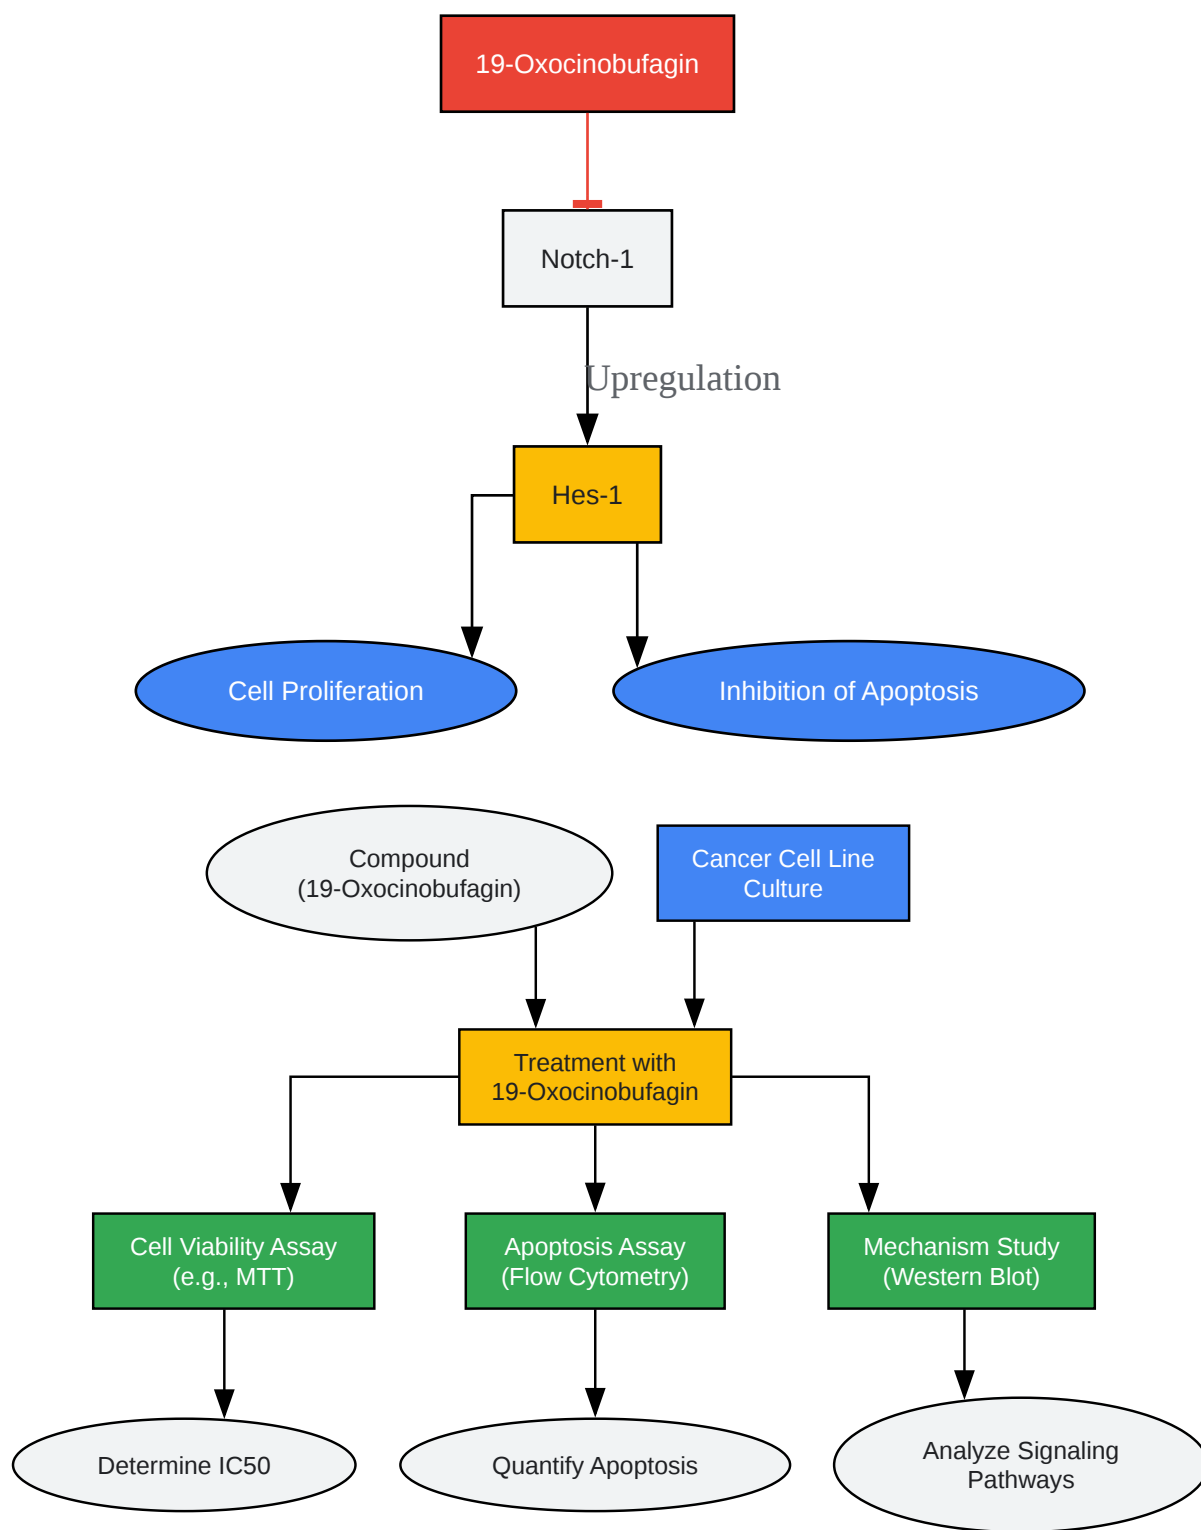 19-Oxocinobufagin
Notch-1
Upregulation
Hes-1
Cell Proliferation
Inhibition of Apoptosis
Compound
(19-Oxocinobufagin)
Cancer Cell Line
Culture
Treatment with
19-Oxocinobufagin
Cell Viability Assay
(e.g., MTT)
Apoptosis Assay
(Flow Cytometry)
Mechanism Study
(Western Blot)
Determine IC50
Quantify Apoptosis
Analyze Signaling
Pathways